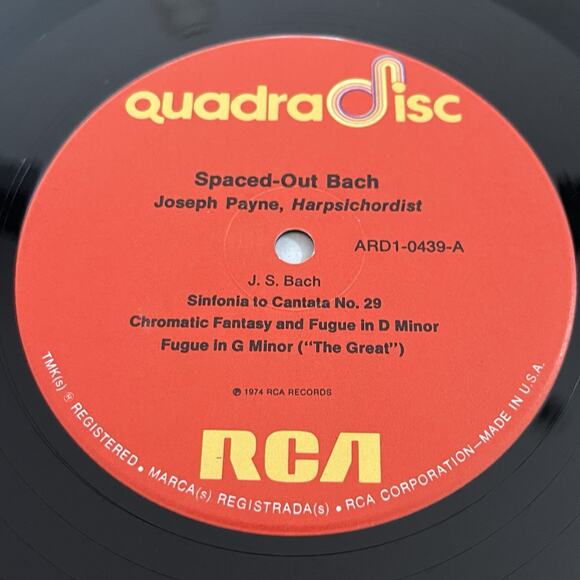 quadradisc
Spaced-Out Bach
Joseph Payne, Harpsichordist
ARD1-0439-A
J. S. Bach
Sinfonia to Cantata No. 29
Chromatic Fantasy and Fugue in D Minor
Fugue in G Minor ("The Great")
℗ 1974 RCA RECORDS
RCA
TMK(s) ® REGISTERED • MARCA(s) REGISTRADA(s) • RCA CORPORATION—MADE IN U.S.A.